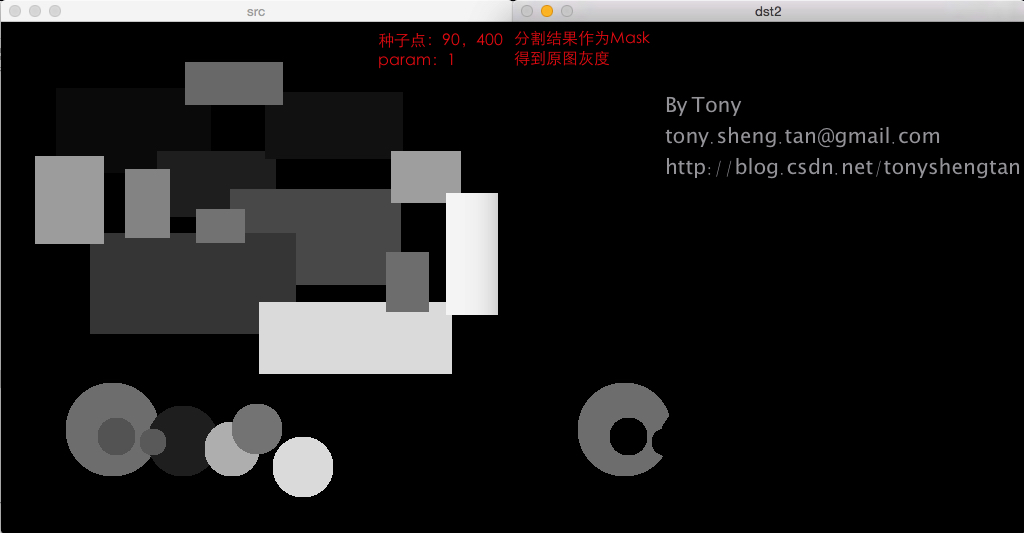 src
dst2
种子点：90，400
param：1
分割结果作为Mask
得到原图灰度
By Tony
tony.sheng.tan@gmail.com
http://blog.csdn.net/tonyshengtan